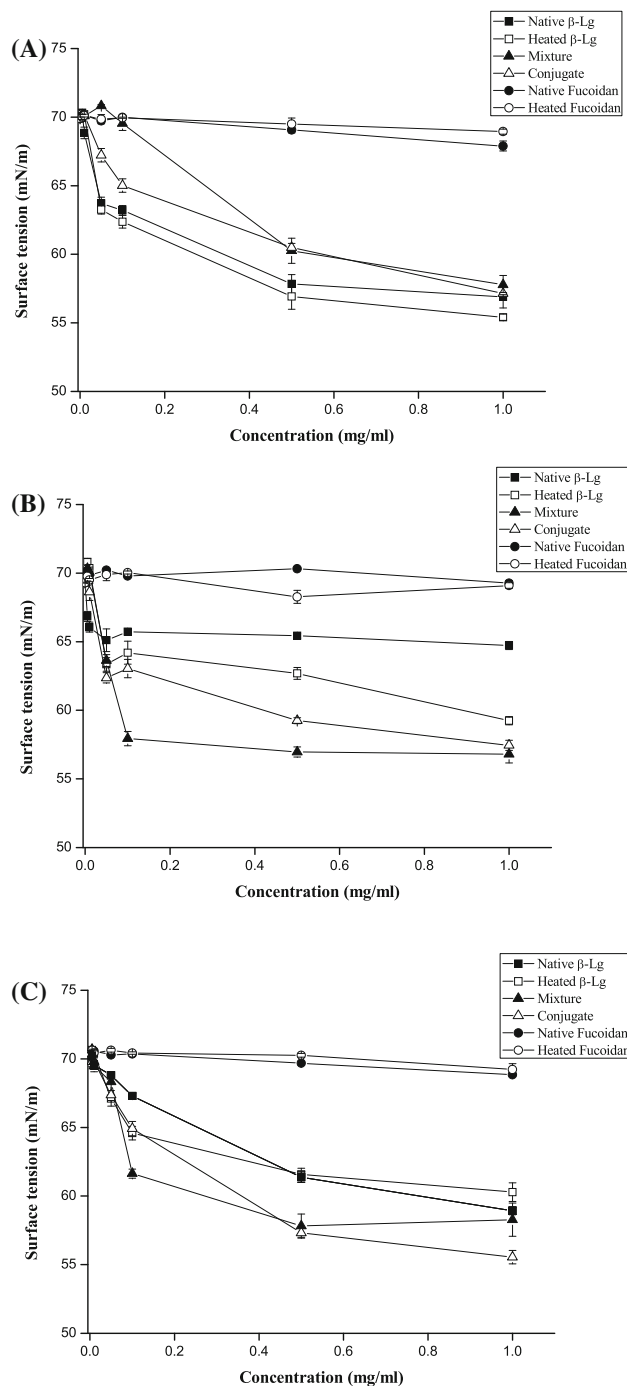 (A)
Native β-Lg
Heated β-Lg
Mixture
Conjugate
Native Fucoidan
Heated Fucoidan
75
70
65
60
55
50
Surface tension (mN/m)
0.0 0.2 0.4 0.6 0.8 1.0
Concentration (mg/ml)
(B)
Native β-Lg
Heated β-Lg
Mixture
Conjugate
Native Fucoidan
Heated Fucoidan
75
70
65
60
55
50
Surface tension (mN/m)
0.0 0.2 0.4 0.6 0.8 1.0
Concentration (mg/ml)
(C)
Native β-Lg
Heated β-Lg
Mixture
Conjugate
Native Fucoidan
Heated Fucoidan
75
70
65
60
55
50
Surface tension (mN/m)
0.0 0.2 0.4 0.6 0.8 1.0
Concentration (mg/ml)